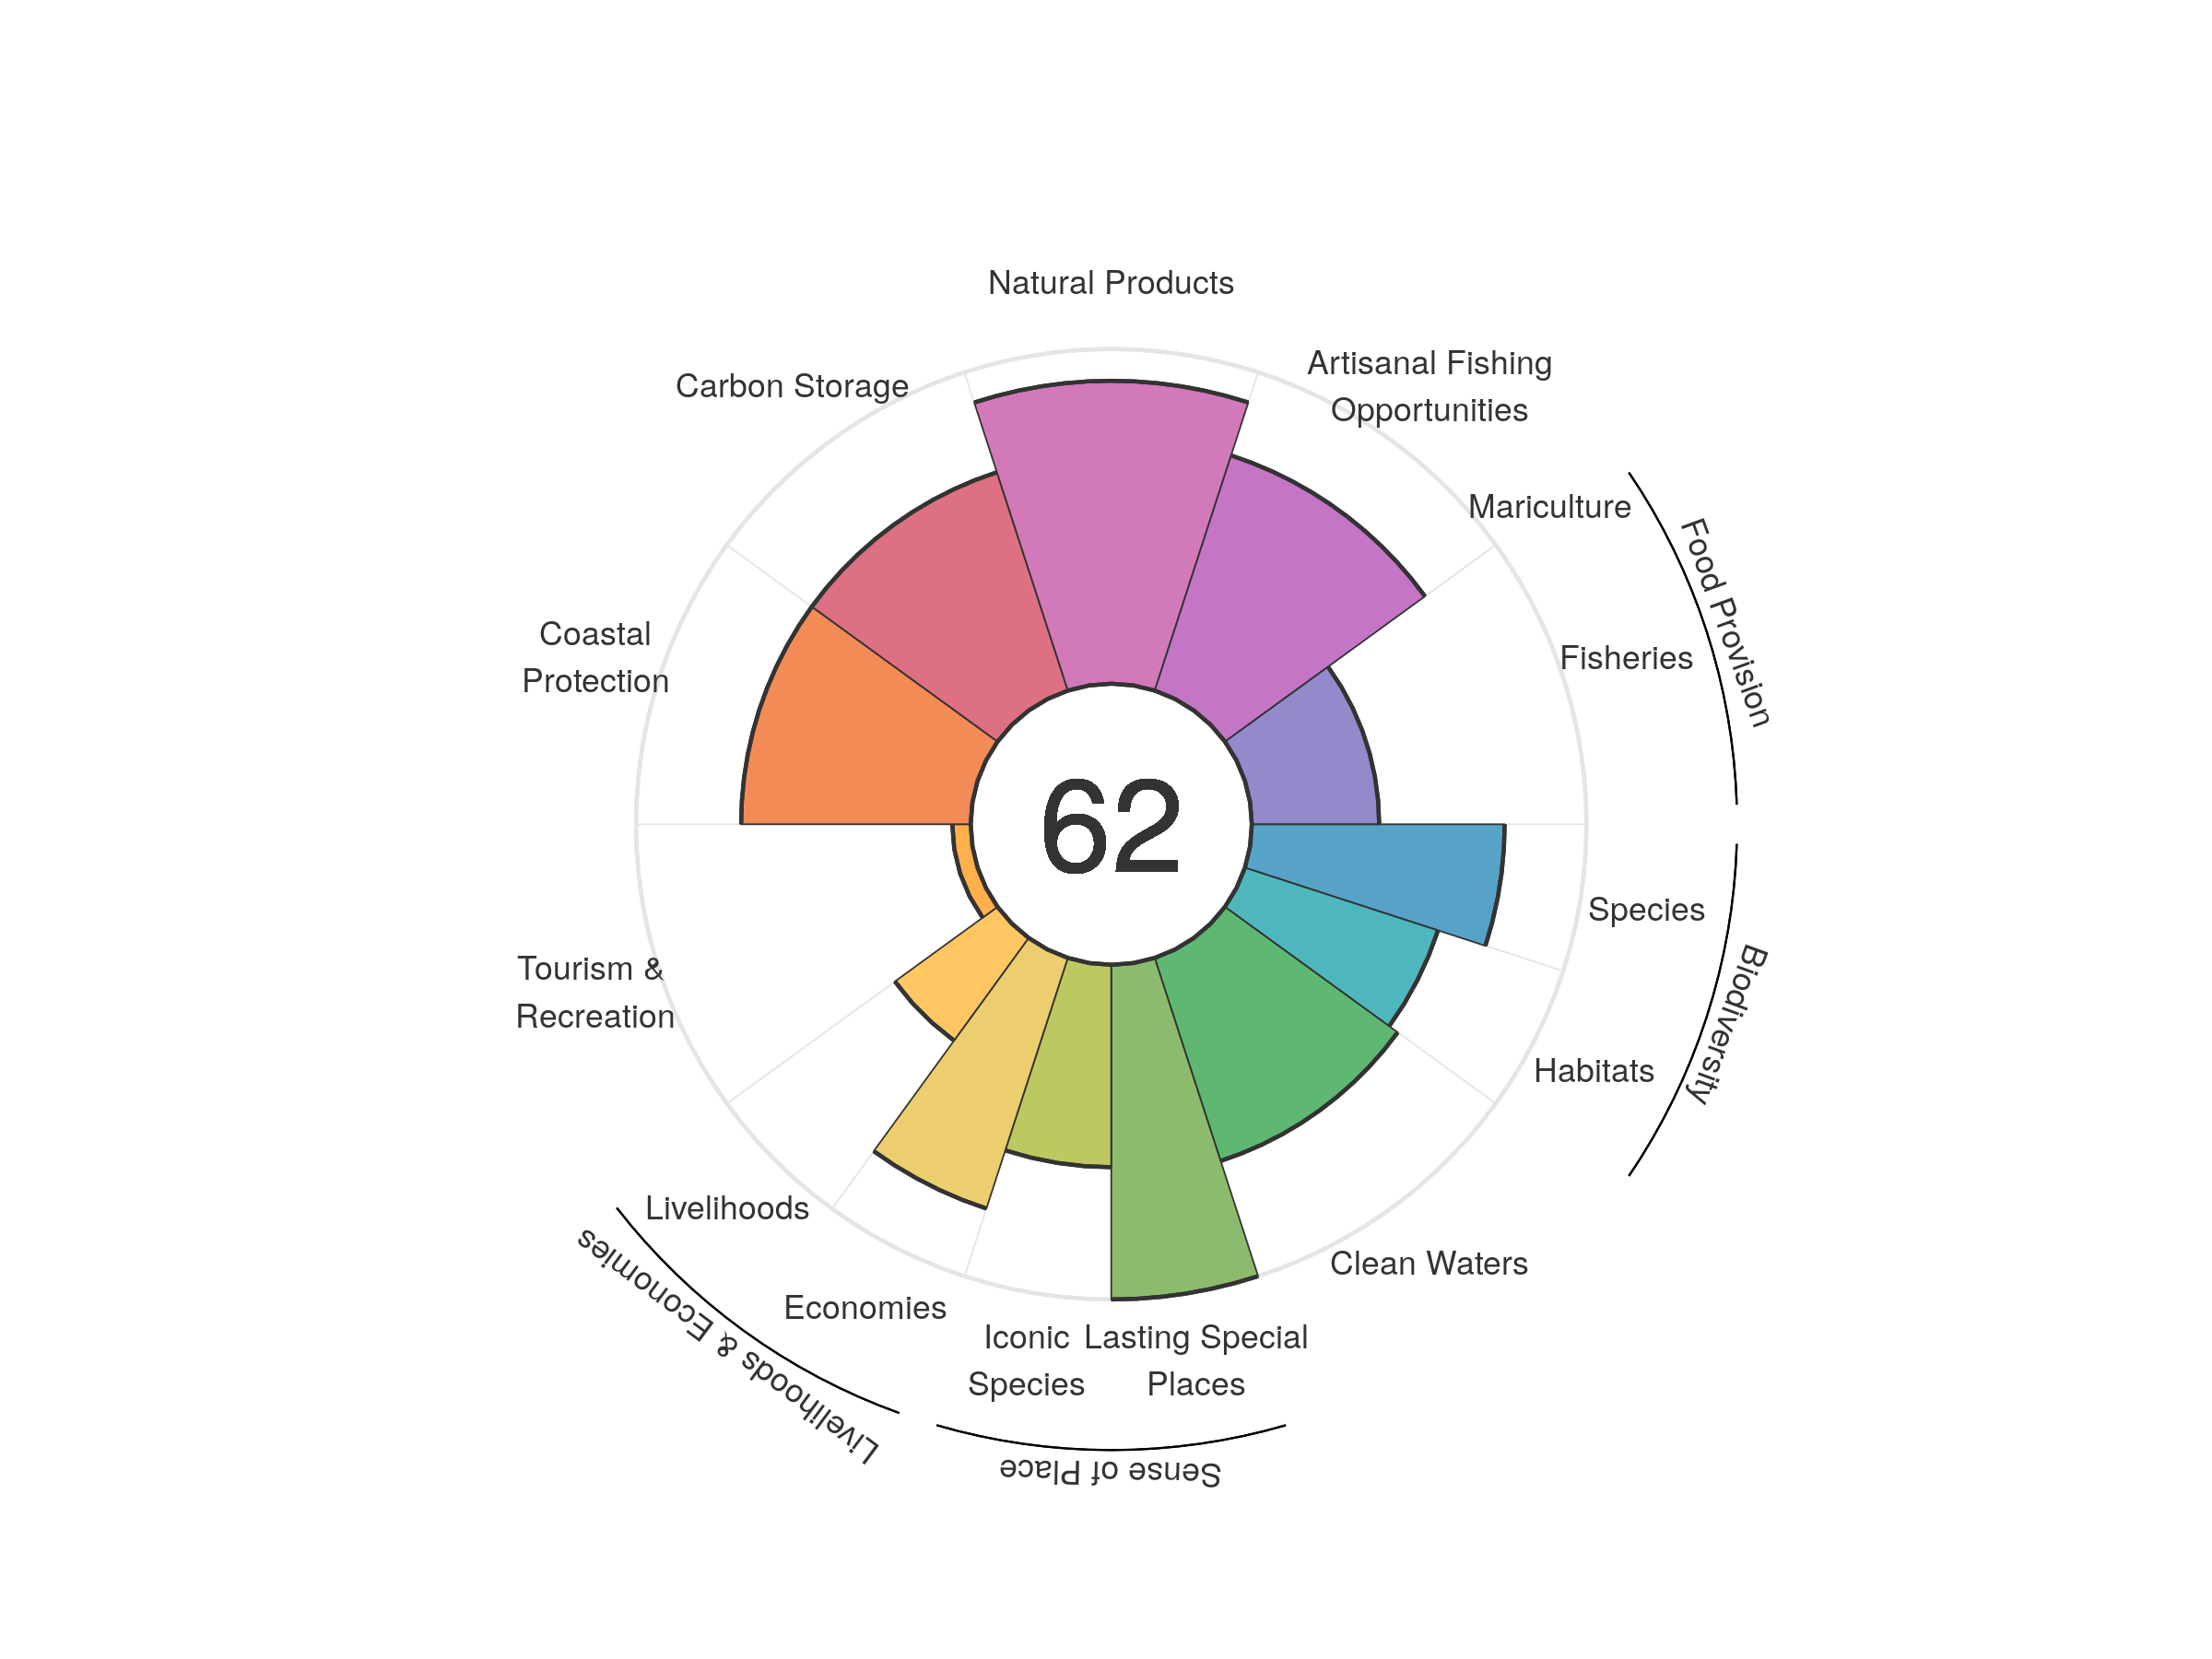 Natural Products
Artisanal Fishing
Opportunities
Carbon Storage
Mariculture
Food Provision
Fisheries
Coastal
Protection
62
Species
Biodiversity
Tourism &
Recreation
Habitats
Livelihoods
Clean Waters
Livelihoods & Economies
Economies
Iconic
Species
Lasting Special
Places
Sense of Place